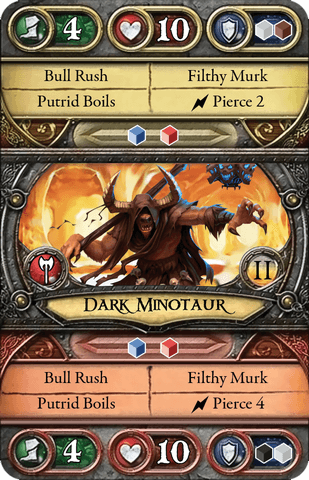 4 10
Bull Rush Filthy Murk
Putrid Boils Pierce 2
DARK MINOTAUR
II
Bull Rush Filthy Murk
Putrid Boils Pierce 4
4 10